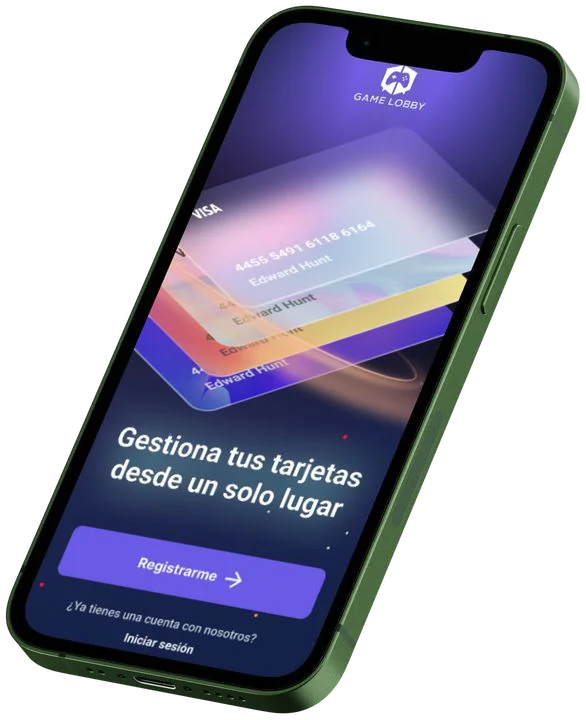 GAME LOBBY
VISA
4455 5491 6118 6164
Edward Hunt
Edward Hunt
Edward Hunt
Edward Hunt
Gestiona tus tarjetas
desde un solo lugar
Registrarme →
¿Ya tienes una cuenta con nosotros?
Iniciar sesión